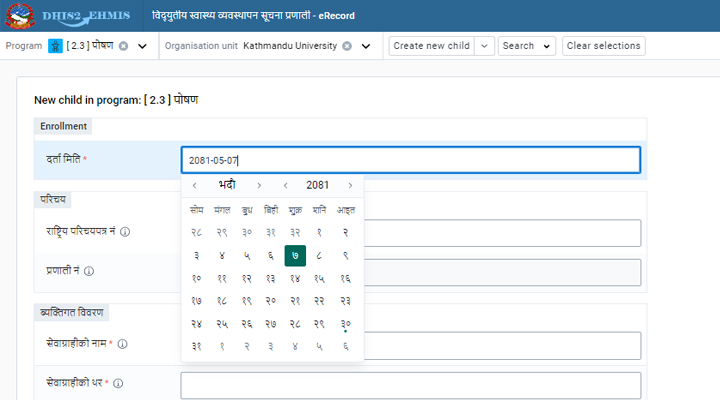 DHIS2 EHMIS विद्युतीय स्वास्थ्य व्यवस्थापन सूचना प्रणाली - eRecord
Program [ 2.3 ] पोषण Organisation unit Kathmandu University Create new child Search Clear selections
New child in program: [ 2.3 ] पोषण
Enrollment
दर्ता मिति * 2081-05-07
भदौ 2081
सोम मंगल बुध बिही शुक्र शनि आइत
परिचय
२८ २९ ३० ३१ ३२ १ २
राष्ट्रिय परिचयपत्र नं
३ ४ ५ ६ ७ ८ ९
प्रणाती नं
१० ११ १२ १३ १४ १५ १६
१७ १८ १९ २० २१ २२ २३
ब्यक्तिगत विवरण
२४ २५ २६ २७ २८ २९ ३०
सेवाग्राहीको नाम *
३१ १ २ ३ ४ ५ ६
सेवाग्राहीको थर *